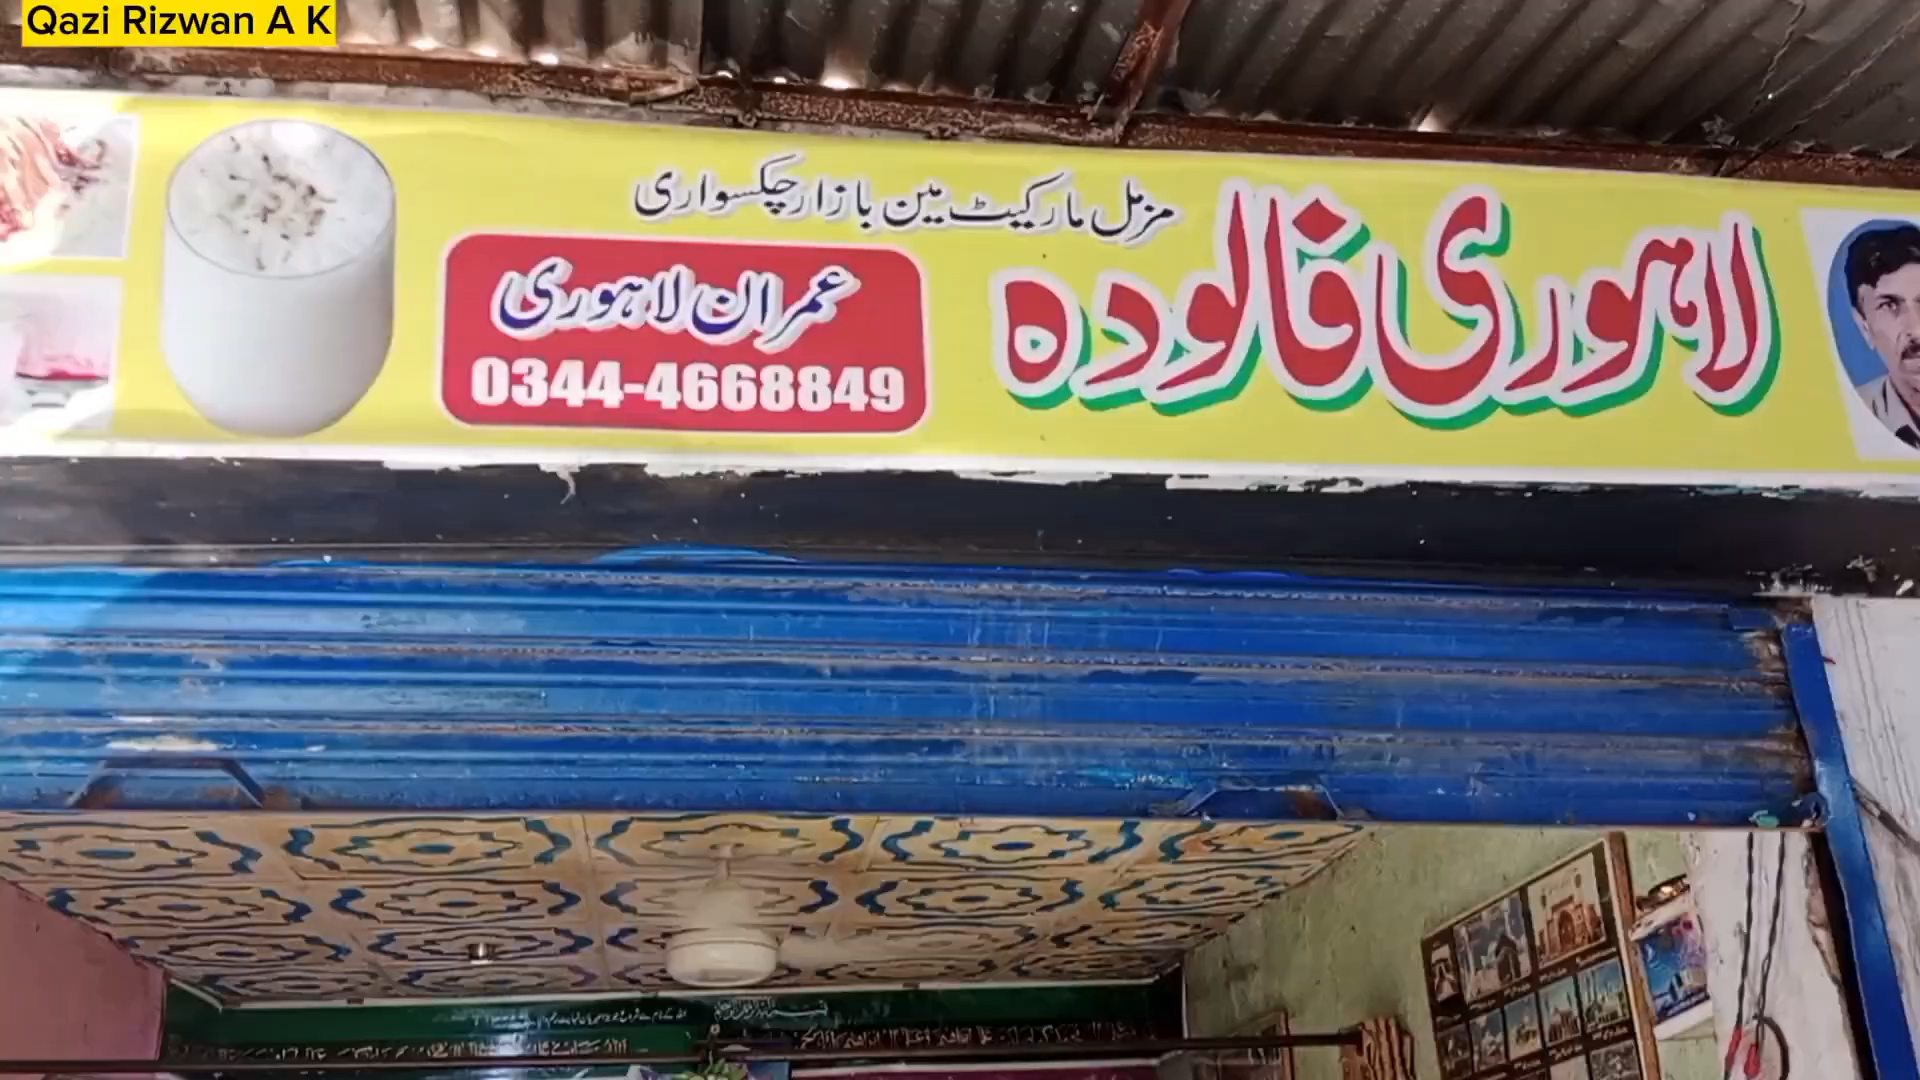 Qazi Rizwan A K
مزمل مارکیٹ مین بازار چکسواری
لاہوری فالودہ
عمران لاہوری
0344-4668849